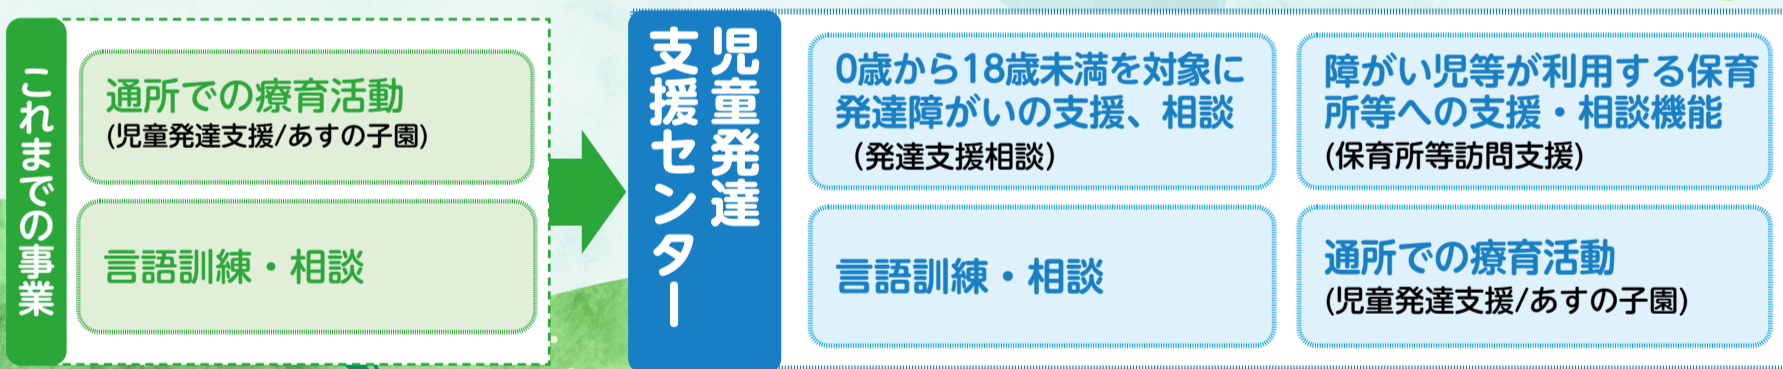 これまでの事業
通所での療育活動
(児童発達支援/あすの子園)
言語訓練・相談
児童発達
支援センター
0歳から18歳未満を対象に
発達障がいの支援、相談
（発達支援相談）
障がい児等が利用する保育
所等への支援・相談機能
(保育所等訪問支援)
言語訓練・相談
通所での療育活動
(児童発達支援/あすの子園)